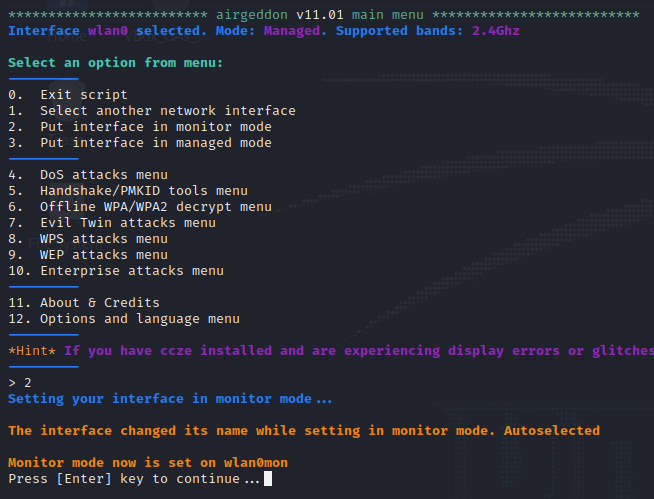 ************************* airgeddon v11.01 main menu **************************
Interface wlan0 selected. Mode: Managed. Supported bands: 2.4Ghz
Select an option from menu:
---------
0. Exit script
1. Select another network interface
2. Put interface in monitor mode
3. Put interface in managed mode
---------
4. DoS attacks menu
5. Handshake/PMKID tools menu
6. Offline WPA/WPA2 decrypt menu
7. Evil Twin attacks menu
8. WPS attacks menu
9. WEP attacks menu
10. Enterprise attacks menu
---------
11. About & Credits
12. Options and language menu
---------
*Hint* If you have ccze installed and are experiencing display errors or glitches
---------
> 2
Setting your interface in monitor mode...
The interface changed its name while setting in monitor mode. Autoselected
Monitor mode now is set on wlan0mon
Press [Enter] key to continue...